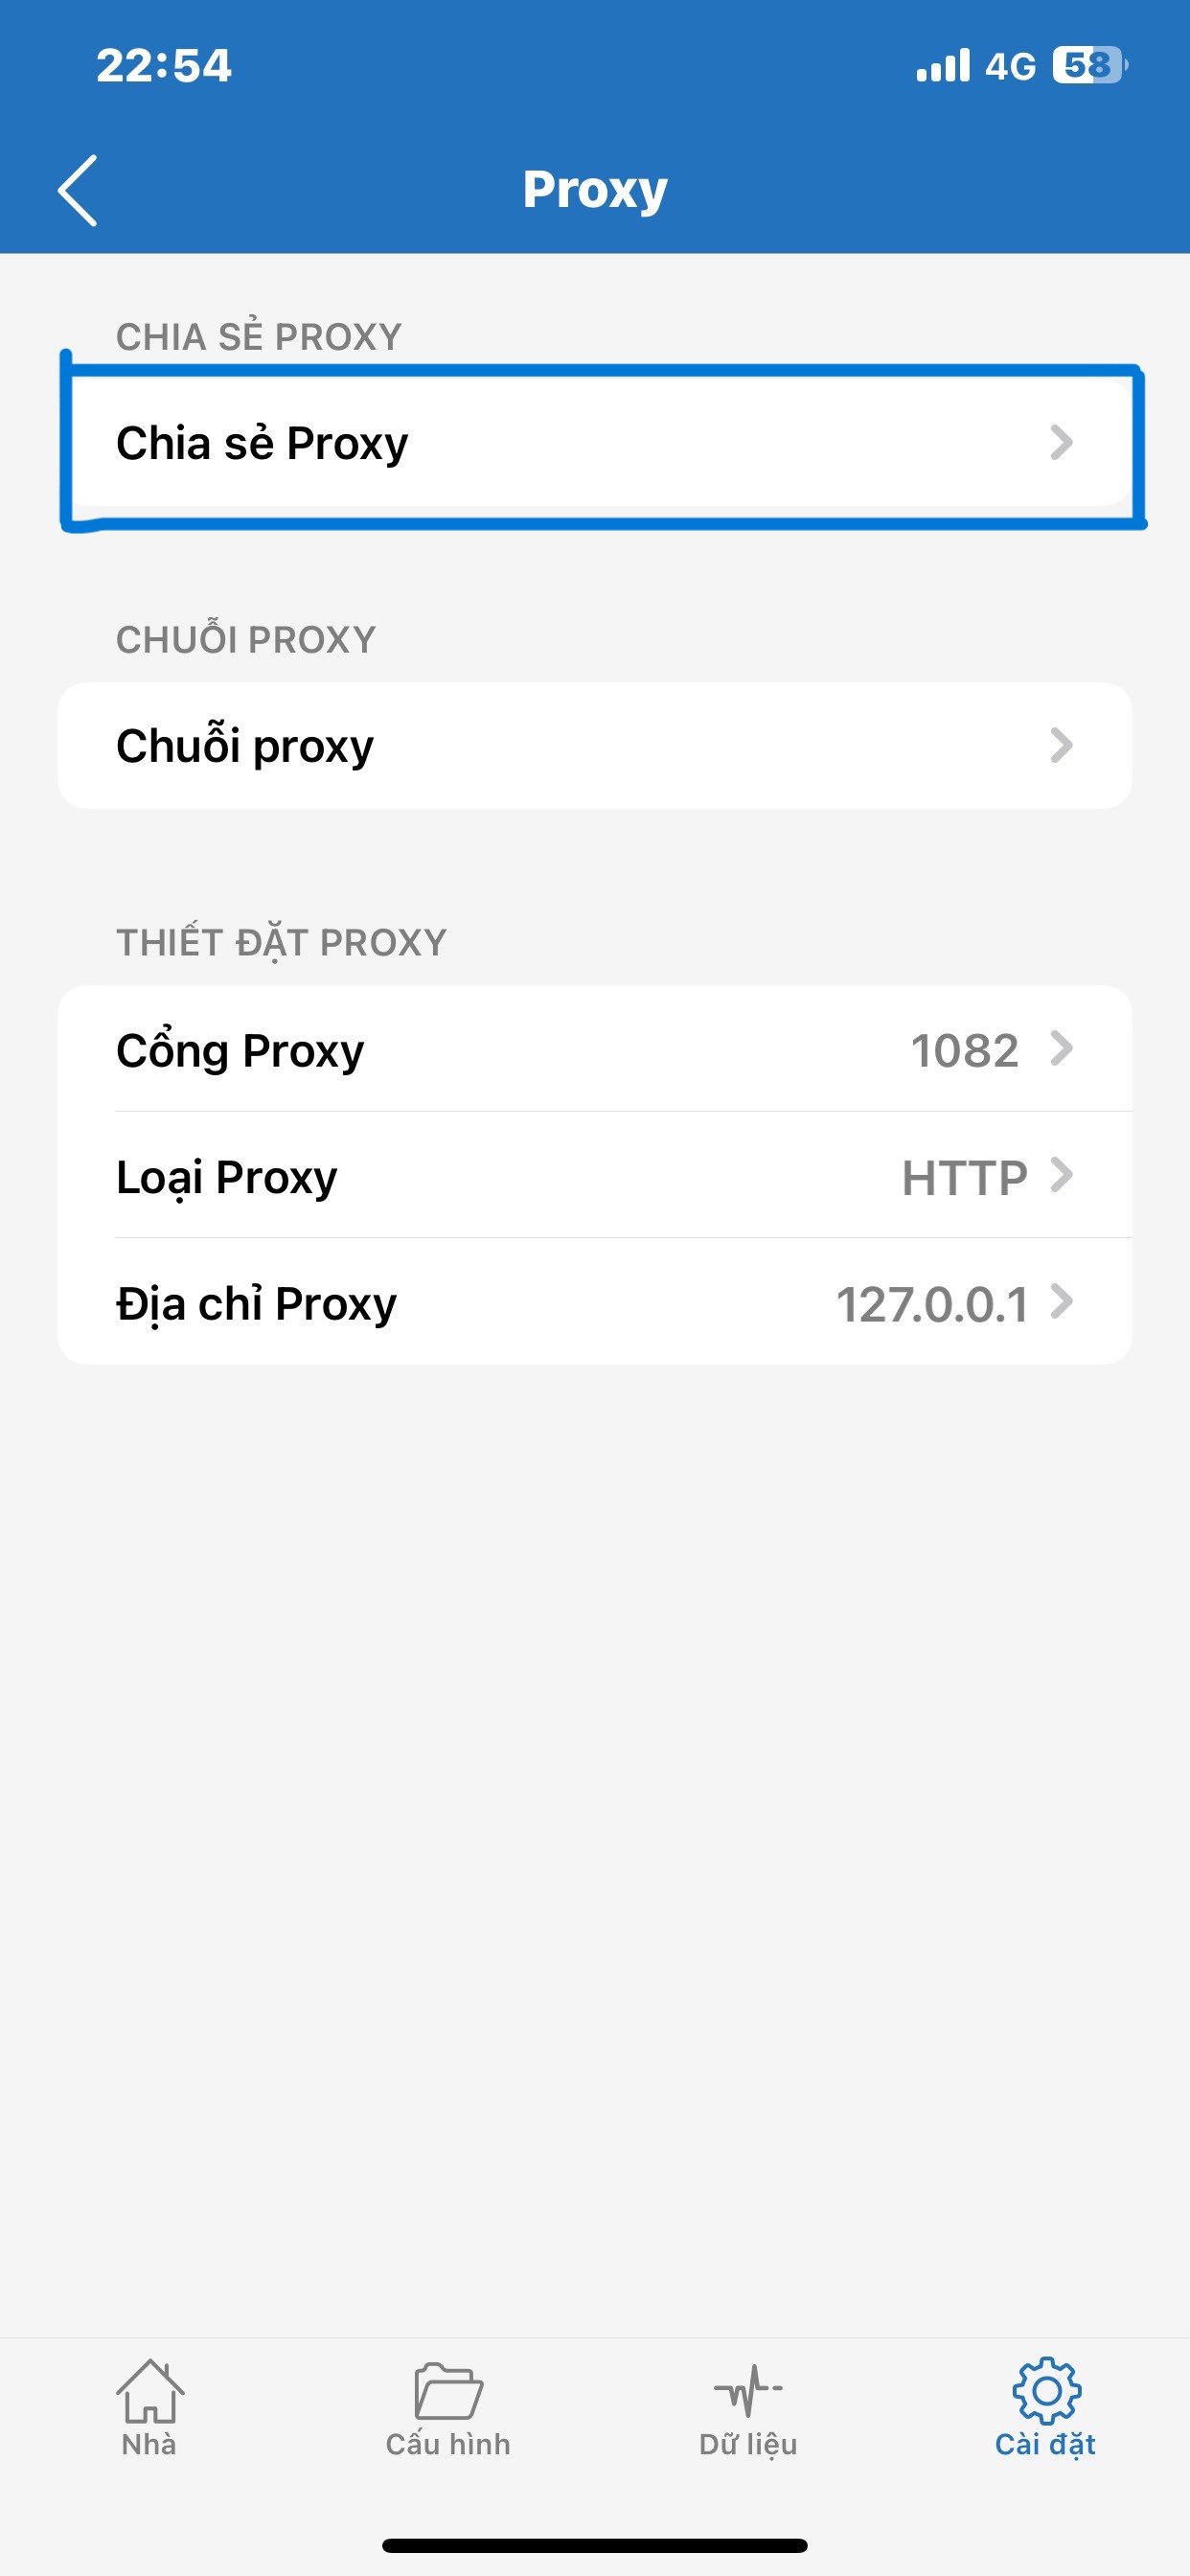 22:54
4G 58
Proxy
CHIA SẺ PROXY
Chia sẻ Proxy
CHUỖI PROXY
Chuỗi proxy
THIẾT ĐẶT PROXY
Cổng Proxy 1082
Loại Proxy HTTP
Địa chỉ Proxy 127.0.0.1
Nhà Cấu hình Dữ liệu Cài đặt